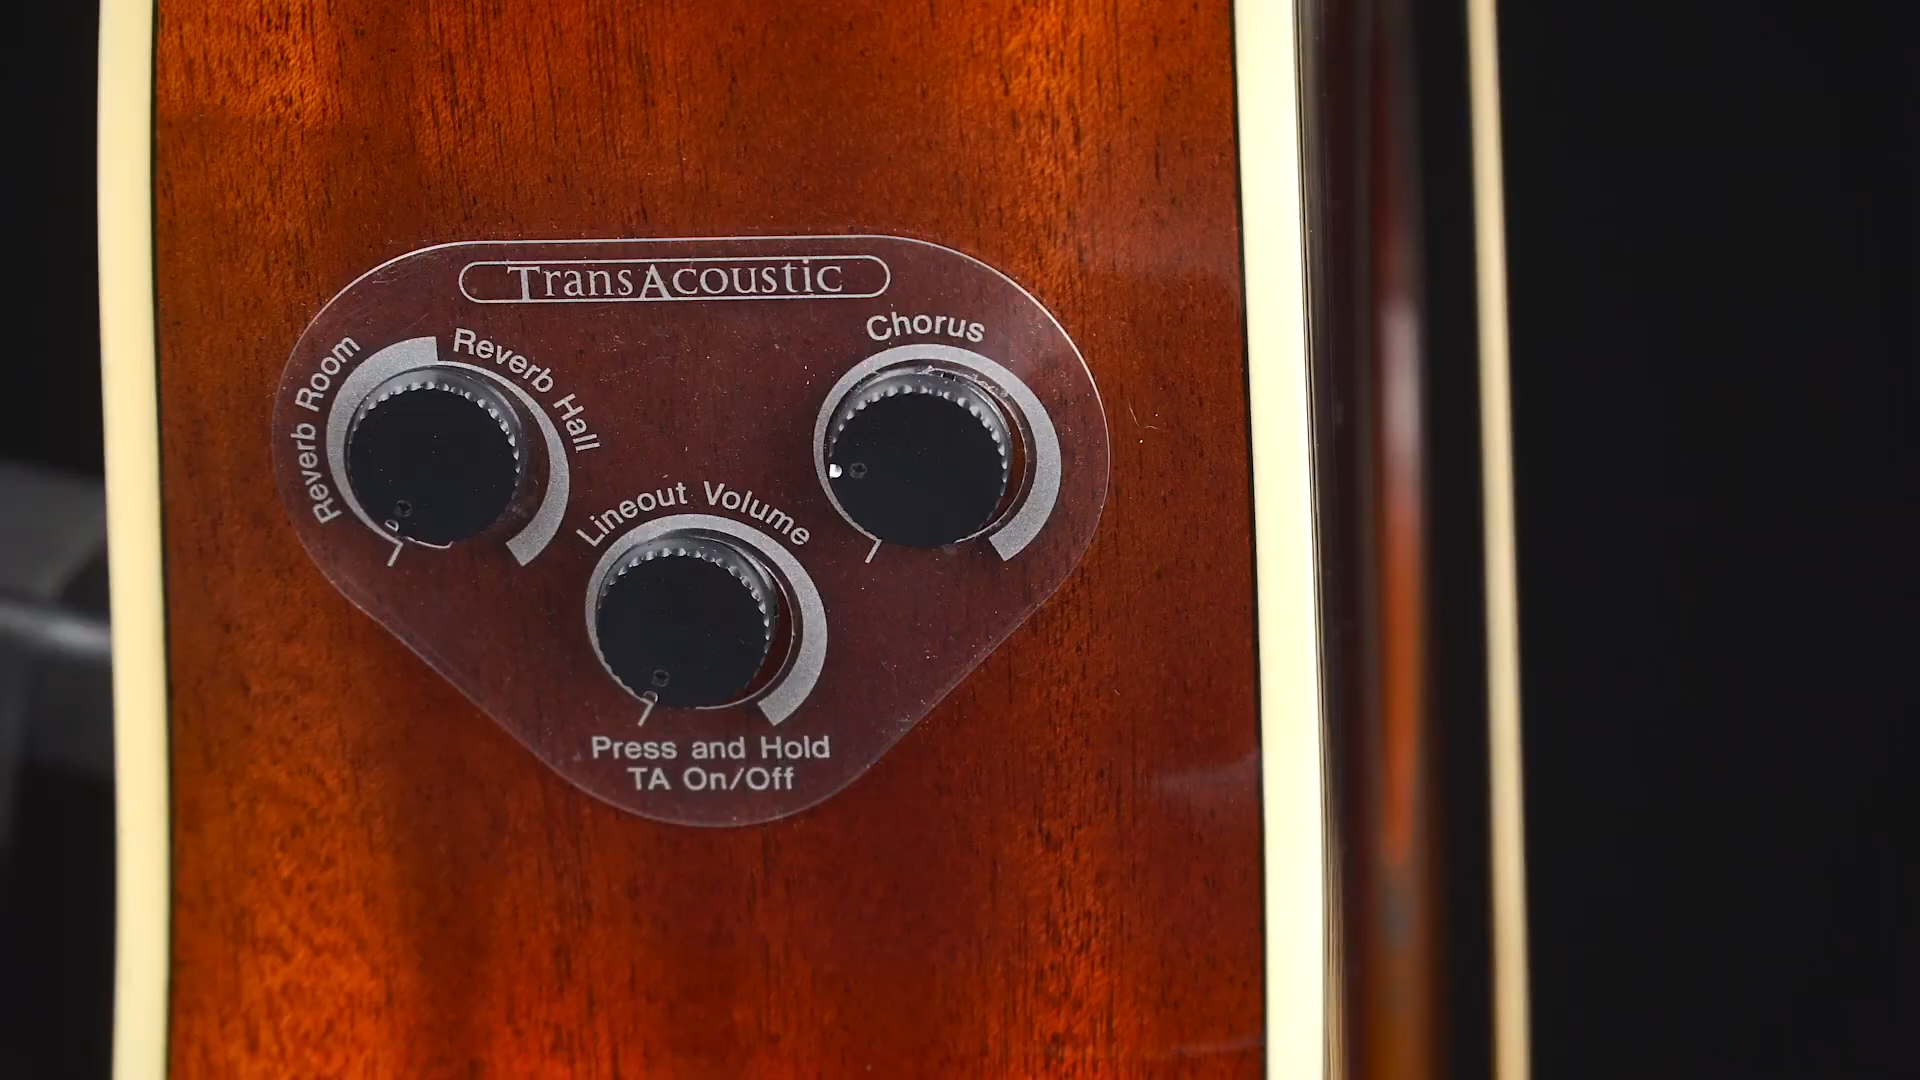 TransAcoustic
Reverb Room
Reverb Hall
Chorus
Lineout Volume
Press and Hold
TA On/Off